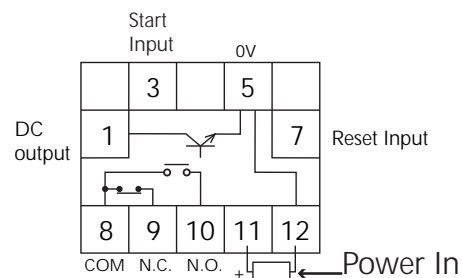 Start
Input
0V
3 5
DC
output
1 7
Reset Input
8 9 10 11 12
COM N.C. N.O. +
Power In